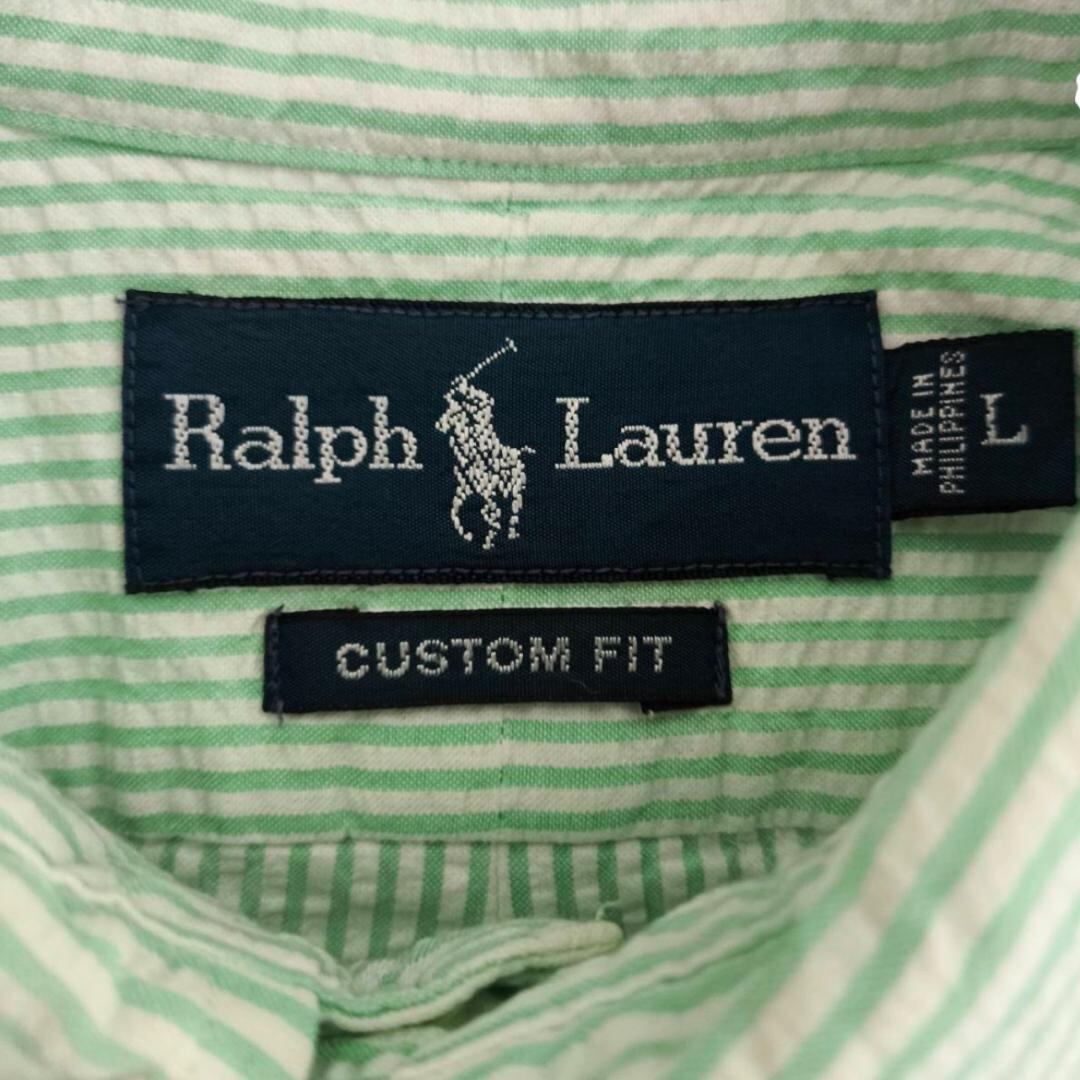 Ralph Lauren
MADE IN
PHILIPPINES
L
CUSTOM FIT